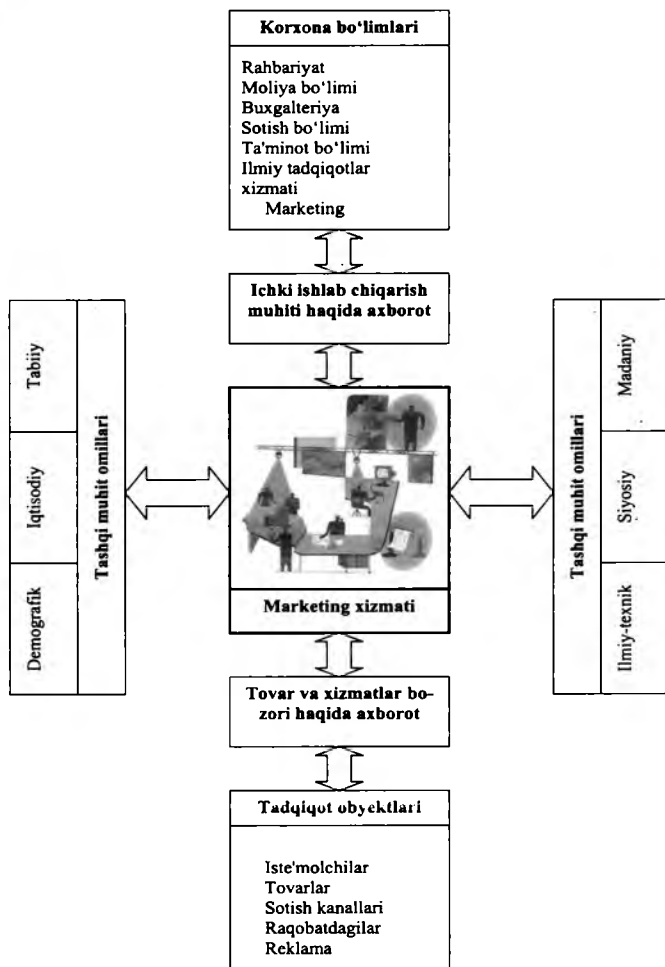 Korxona bo‘limlari
Rahbariyat
Moliya bo‘limi
Buxgalteriya
Sotish bo‘limi
Ta'minot bo‘limi
Ilmiy tadqiqotlar
xizmati
Marketing
Ichki ishlab chiqarish
muhiti haqida axborot
Tabiiy
Iqtisodiy
Demografik
Tashqi muhit omillari
Marketing xizmati
Tashqi muhit omillari
Madaniy
Siyosiy
Ilmiy-texnik
Tovar va xizmatlar bo-
zori haqida axborot
Tadqiqot obyektlari
Iste'molchilar
Tovarlar
Sotish kanallari
Raqobatdagilar
Reklama